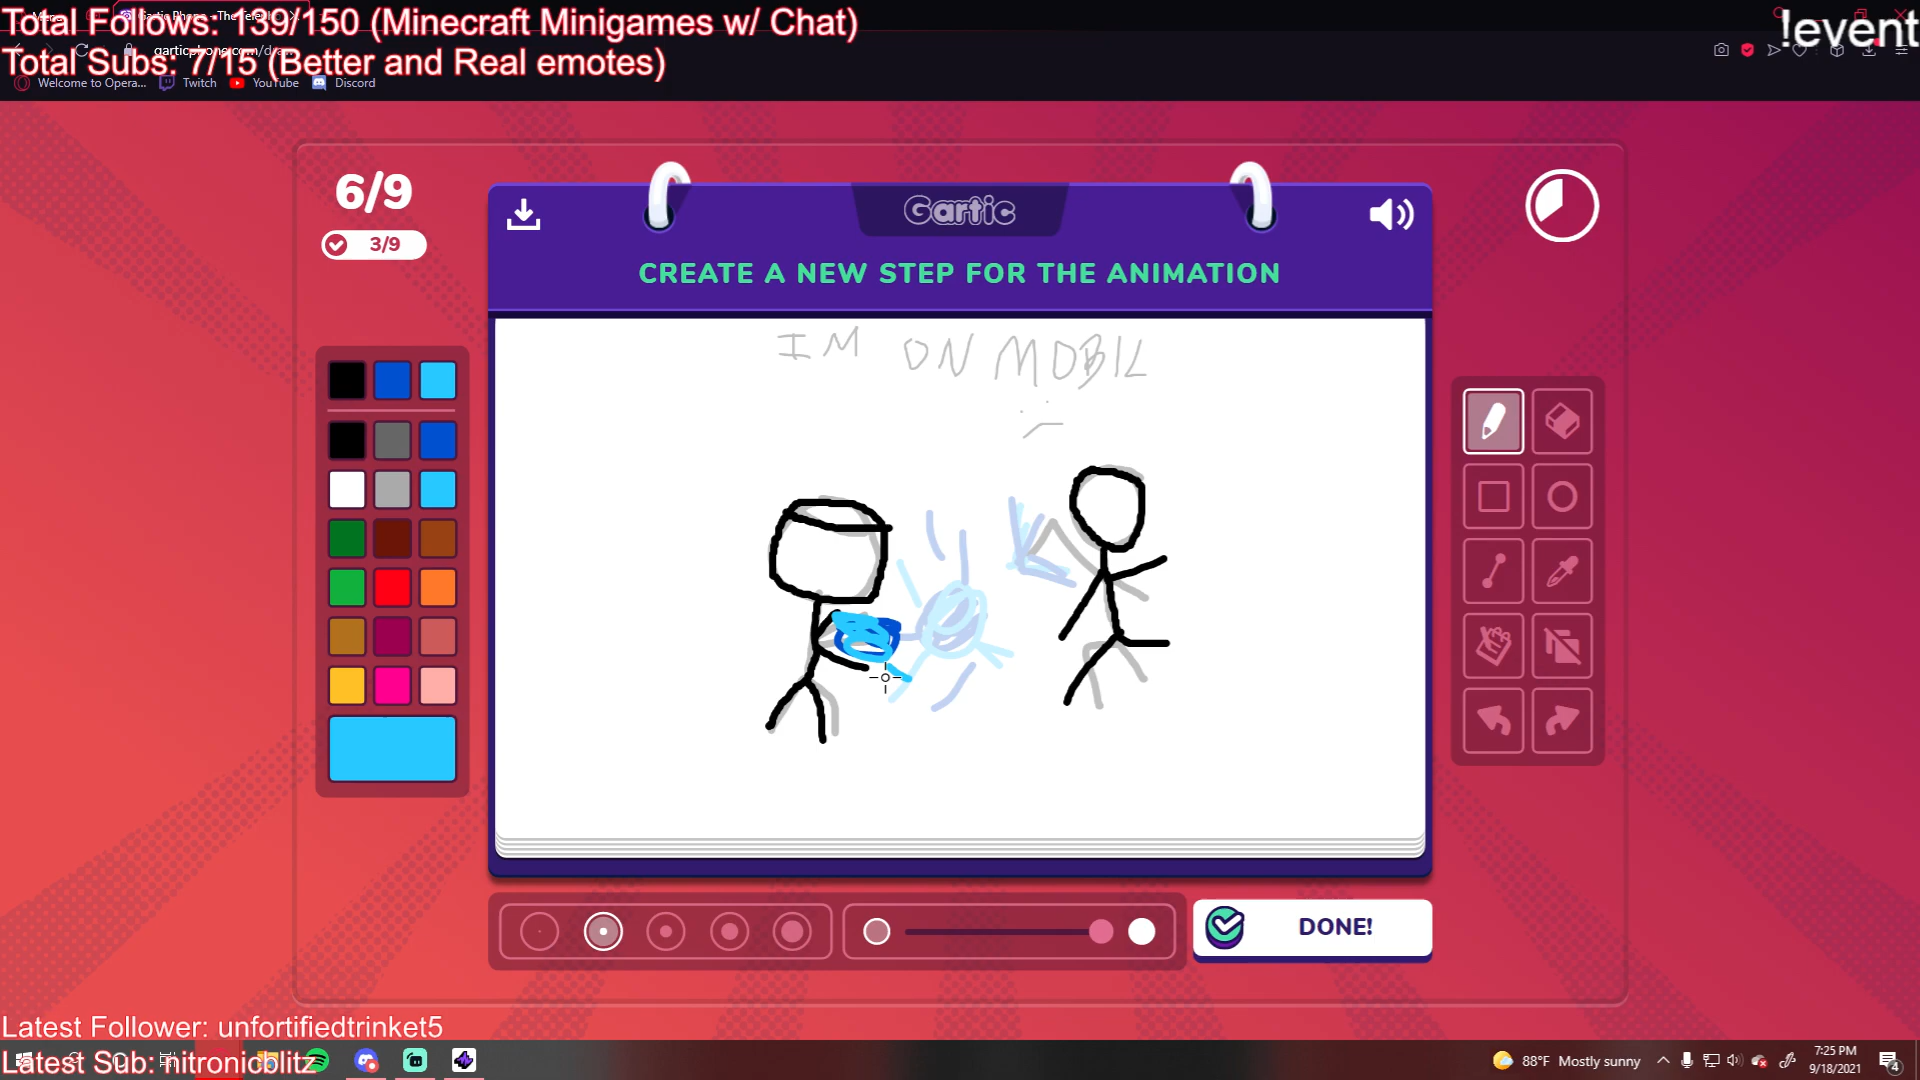 Total Follows: 139/150 (Minecraft Minigames w/ Chat)
!event
Total Subs: 7/15 (Better and Real emotes)
Welcome to Opera...
Twitch
YouTube
Discord
6/9
3/9
Gartic
CREATE A NEW STEP FOR THE ANIMATION
IM ON MOBIL
DONE!
Latest Follower: unfortifiedtrinket5
Latest Sub: nitronicblitz
88°F Mostly sunny
7:25 PM
9/18/2021
4